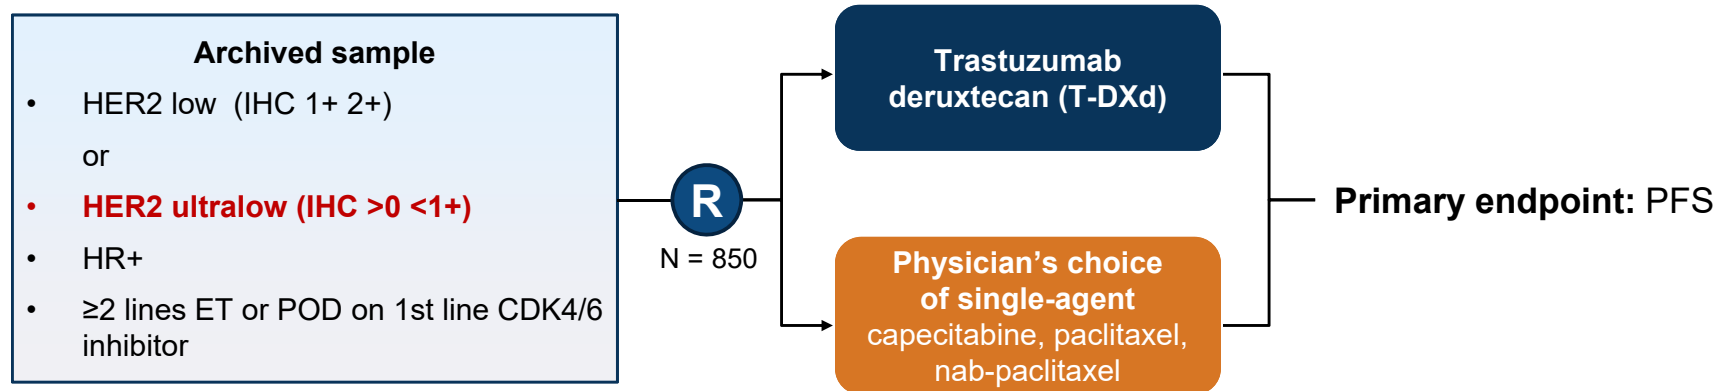 Archived sample
• HER2 low (IHC 1+ 2+)
or
• HER2 ultralow (IHC >0 <1+)
• HR+
• ≥2 lines ET or POD on 1st line CDK4/6
inhibitor
R
N = 850
Trastuzumab
deruxtecan (T-DXd)
Physician’s choice
of single-agent
capecitabine, paclitaxel,
nab-paclitaxel
Primary endpoint: PFS